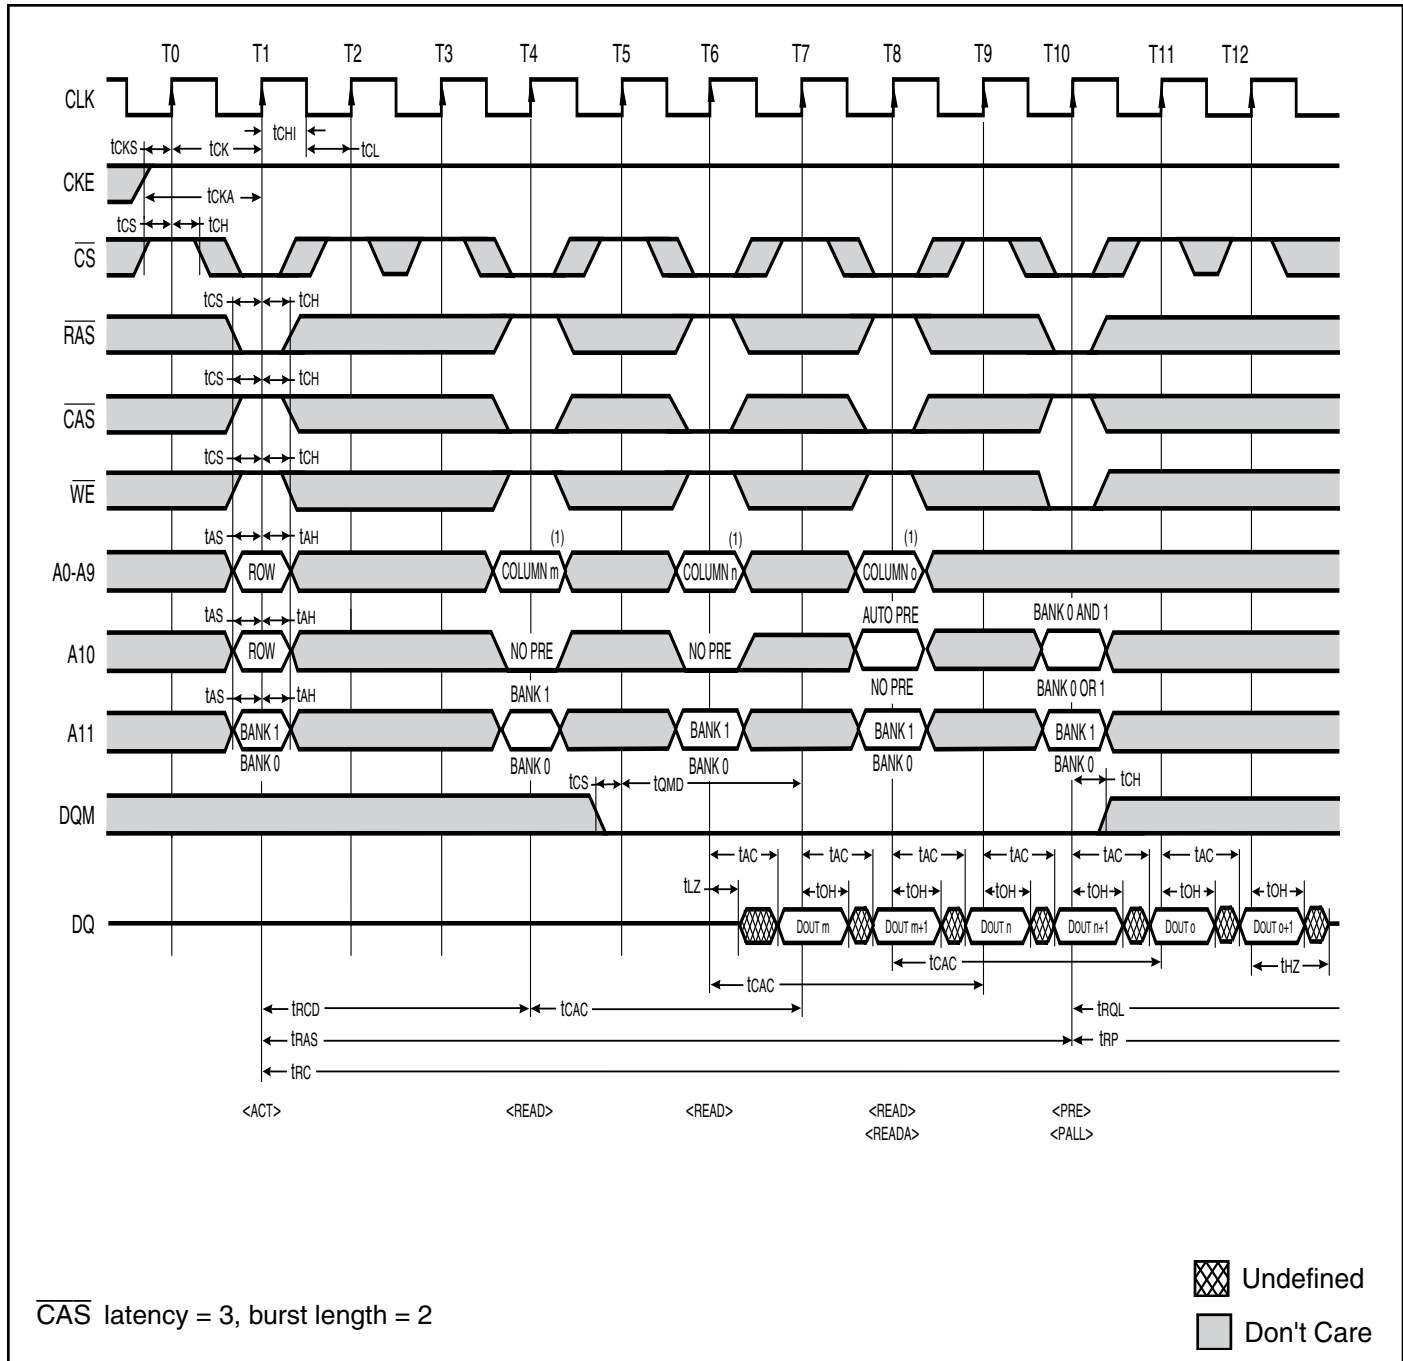 T0 T1 T2 T3 T4 T5 T6 T7 T8 T9 T10 T11 T12
CLK
tCHI
tCKS tCK tCL
CKE
tCKA
tCS tCH
CS
tCS tCH
RAS
tCS tCH
CAS
tCS tCH
WE
tAS tAH (1) (1) (1)
A0-A9 ROW COLUMN m COLUMN n COLUMN o
tAS tAH AUTO PRE BANK 0 AND 1
A10 ROW NO PRE NO PRE
tAS tAH BANK 1 NO PRE BANK 0 OR 1
A11 BANK 1 BANK 1 BANK 1 BANK 1
BANK 0 BANK 0 BANK 0 BANK 0 BANK 0
tCS tQMD tCH
DQM
tAC tAC tAC tAC tAC tAC
tLZ tOH tOH tOH tOH tOH tOH
DQ DOUT m DOUT m+1 DOUT n DOUT n+1 DOUT o DOUT o+1
tCAC tHZ
tCAC
tRCD tCAC tRQL
tRAS tRP
tRC
<ACT> <READ> <READ> <READ> <PRE>
<READA> <PALL>
Undefined
CAS latency = 3, burst length = 2
Don't Care